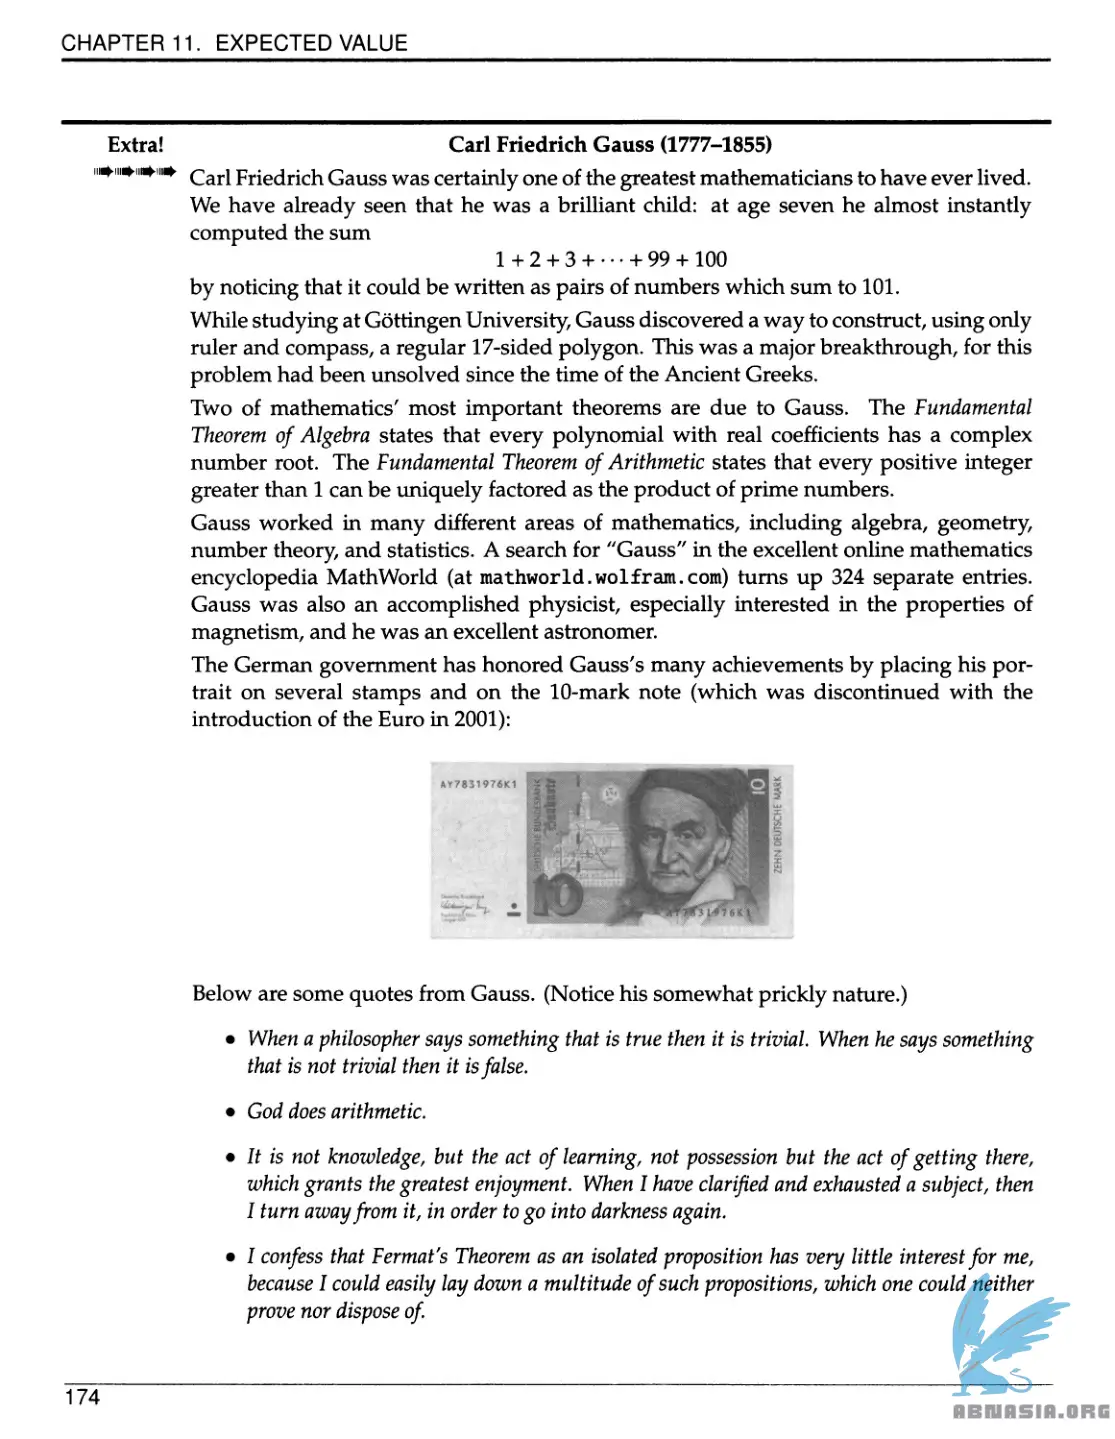 CHAPTER 11. EXPECTED VALUE
Extra!
Carl Friedrich Gauss (1777–1855)
Carl Friedrich Gauss was certainly one of the greatest mathematicians to have ever lived.
We have already seen that he was a brilliant child: at age seven he almost instantly
computed the sum
1 + 2 + 3 + · · · + 99 + 100
by noticing that it could be written as pairs of numbers which sum to 101.
While studying at Göttingen University, Gauss discovered a way to construct, using only
ruler and compass, a regular 17-sided polygon. This was a major breakthrough, for this
problem had been unsolved since the time of the Ancient Greeks.
Two of mathematics' most important theorems are due to Gauss. The Fundamental
Theorem of Algebra states that every polynomial with real coefficients has a complex
number root. The Fundamental Theorem of Arithmetic states that every positive integer
greater than 1 can be uniquely factored as the product of prime numbers.
Gauss worked in many different areas of mathematics, including algebra, geometry,
number theory, and statistics. A search for "Gauss" in the excellent online mathematics
encyclopedia MathWorld (at mathworld.wolfram.com) turns up 324 separate entries.
Gauss was also an accomplished physicist, especially interested in the properties of
magnetism, and he was an excellent astronomer.
The German government has honored Gauss's many achievements by placing his por-
trait on several stamps and on the 10-mark note (which was discontinued with the
introduction of the Euro in 2001):
AY7831976K1
10
ZEHN DEUTSCHE MARK
10
AY7831976K1
Below are some quotes from Gauss. (Notice his somewhat prickly nature.)
• When a philosopher says something that is true then it is trivial. When he says something
that is not trivial then it is false.
• God does arithmetic.
• It is not knowledge, but the act of learning, not possession but the act of getting there,
which grants the greatest enjoyment. When I have clarified and exhausted a subject, then
I turn away from it, in order to go into darkness again.
• I confess that Fermat's Theorem as an isolated proposition has very little interest for me,
because I could easily lay down a multitude of such propositions, which one could neither
prove nor dispose of.
174
ABNASIA.ORG